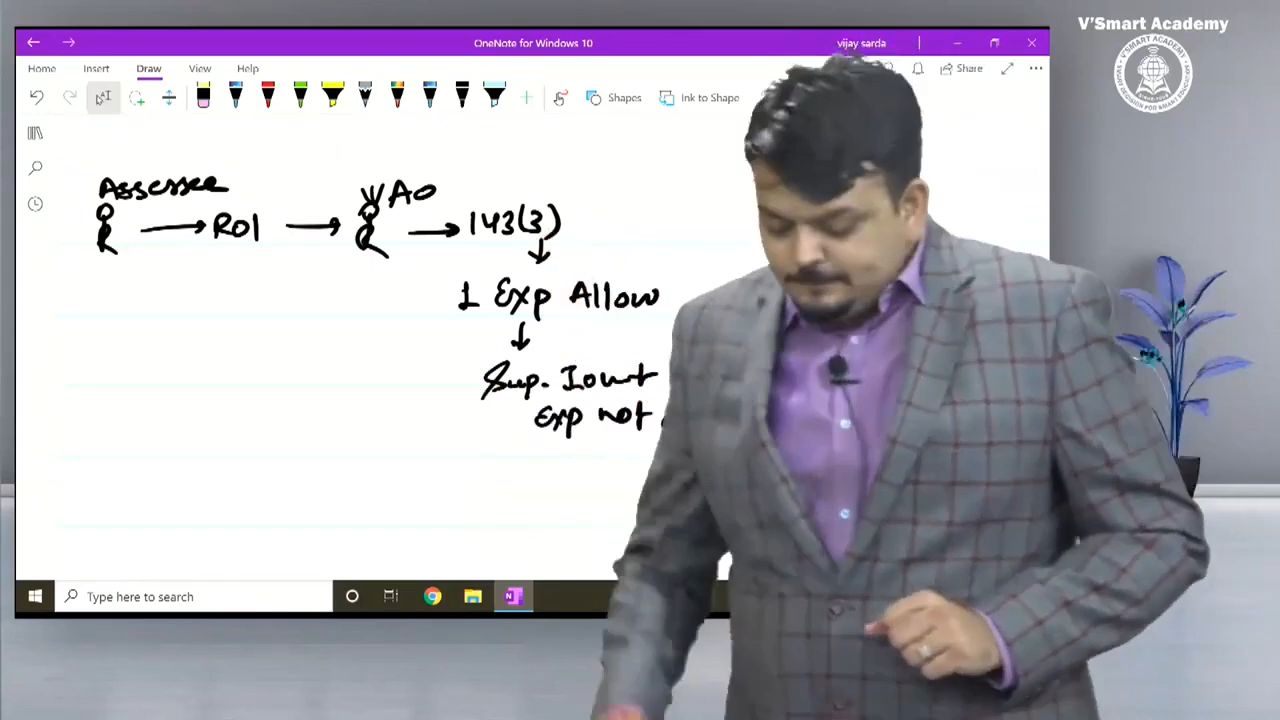 V'Smart Academy
OneNote for Windows 10
vijay sarda
Home Insert Draw View Help
Share
Shapes
Ink to Shape
Assessee
AO
ROI
143(3)
1 Exp Allow
Sup.
Exp not
Type here to search